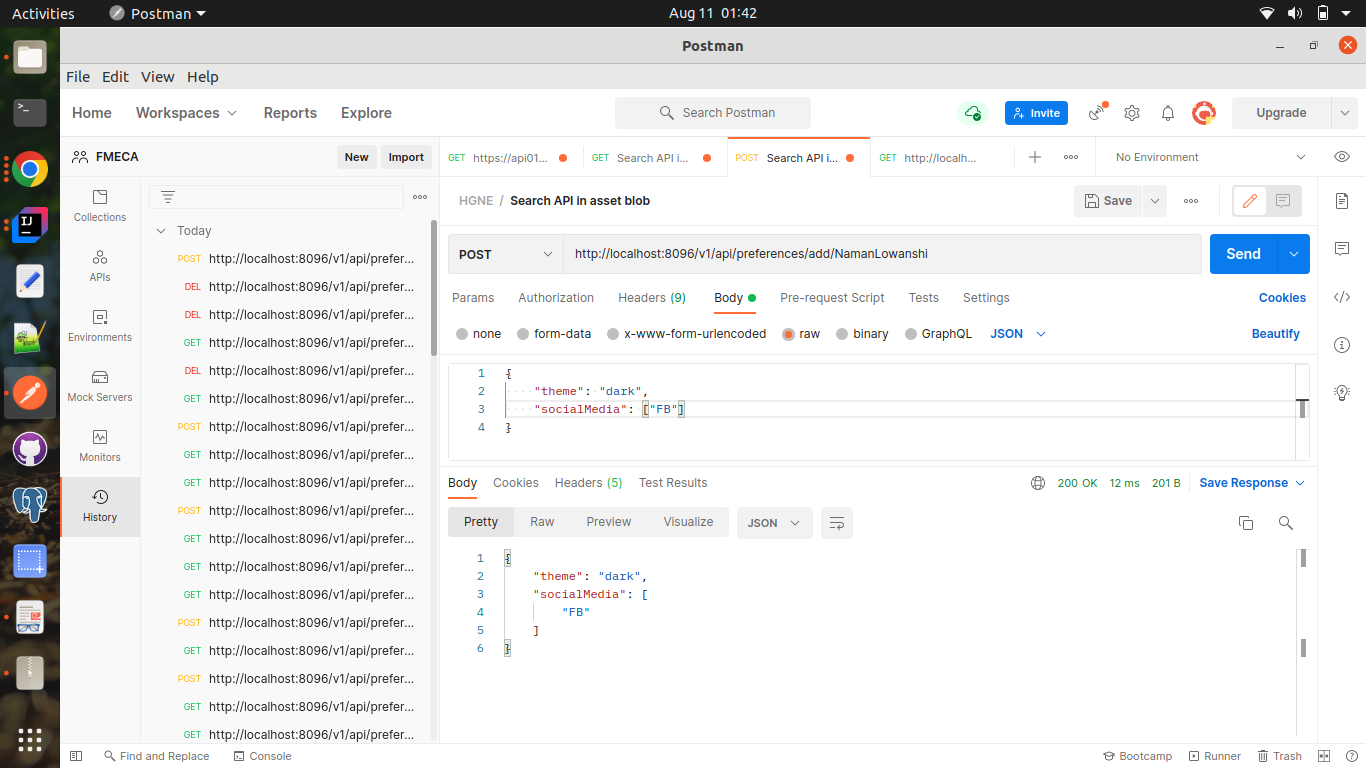 Activities Postman Aug 11 01:42
Postman
File Edit View Help
Home Workspaces Reports Explore Search Postman Invite Upgrade
FMECA New Import
GET https://api01... GET Search API i... POST Search API i... GET http://localh... No Environment
Collections
APIs
Environments
Mock Servers
Monitors
History
Today
POST http://localhost:8096/v1/api/prefer...
DEL http://localhost:8096/v1/api/prefer...
DEL http://localhost:8096/v1/api/prefer...
GET http://localhost:8096/v1/api/prefer...
DEL http://localhost:8096/v1/api/prefer...
GET http://localhost:8096/v1/api/prefer...
POST http://localhost:8096/v1/api/prefer...
GET http://localhost:8096/v1/api/prefer...
GET http://localhost:8096/v1/api/prefer...
POST http://localhost:8096/v1/api/prefer...
GET http://localhost:8096/v1/api/prefer...
GET http://localhost:8096/v1/api/prefer...
GET http://localhost:8096/v1/api/prefer...
POST http://localhost:8096/v1/api/prefer...
GET http://localhost:8096/v1/api/prefer...
POST http://localhost:8096/v1/api/prefer...
GET http://localhost:8096/v1/api/prefer...
GET http://localhost:8096/v1/api/prefer...
HGNE / Search API in asset blob Save
POST http://localhost:8096/v1/api/preferences/add/NamanLowanshi Send
Params Authorization Headers (9) Body Pre-request Script Tests Settings Cookies
none form-data x-www-form-urlencoded raw binary GraphQL JSON Beautify
1 {
2 "theme": "dark",
3 "socialMedia": ["FB"]
4 }
Body Cookies Headers (5) Test Results 200 OK 12 ms 201 B Save Response
Pretty Raw Preview Visualize JSON
1 {
2 "theme": "dark",
3 "socialMedia": [
4 "FB"
5 ]
6 }
Find and Replace Console Bootcamp Runner Trash